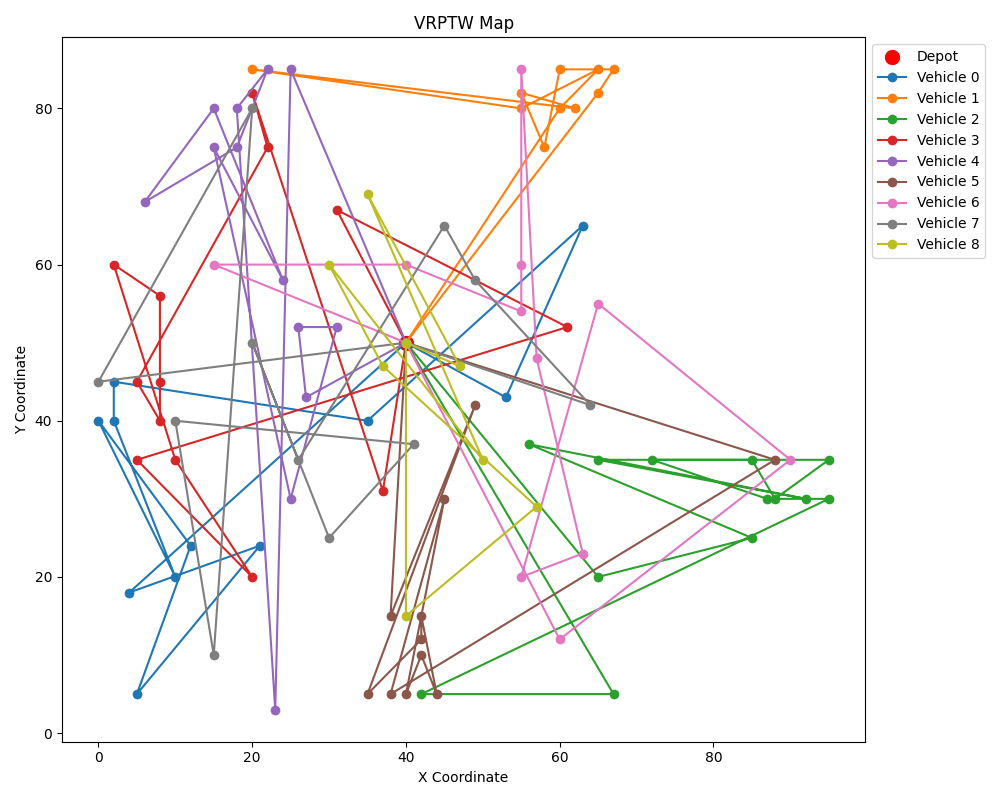 VRPTW Map
Depot
Vehicle 0
Vehicle 1
Vehicle 2
Vehicle 3
Vehicle 4
Vehicle 5
Vehicle 6
Vehicle 7
Vehicle 8
Y Coordinate
80
60
40
20
0
0 20 40 60 80
X Coordinate